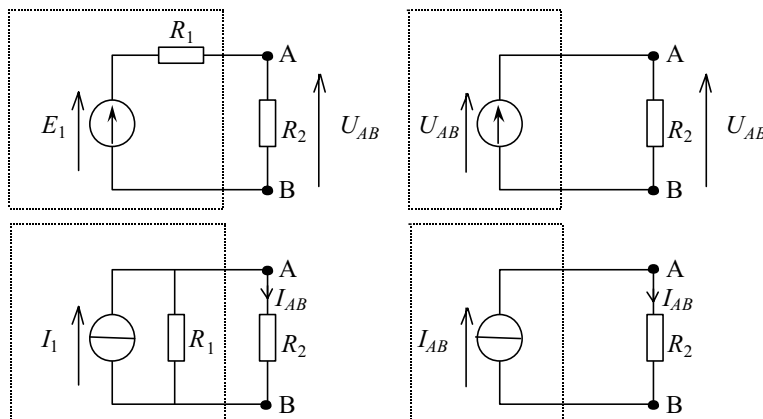 R1 A A
E1 R2 UAB UAB R2 UAB
B B
A A
IAB IAB
I1 R1 R2 IAB R2
B B